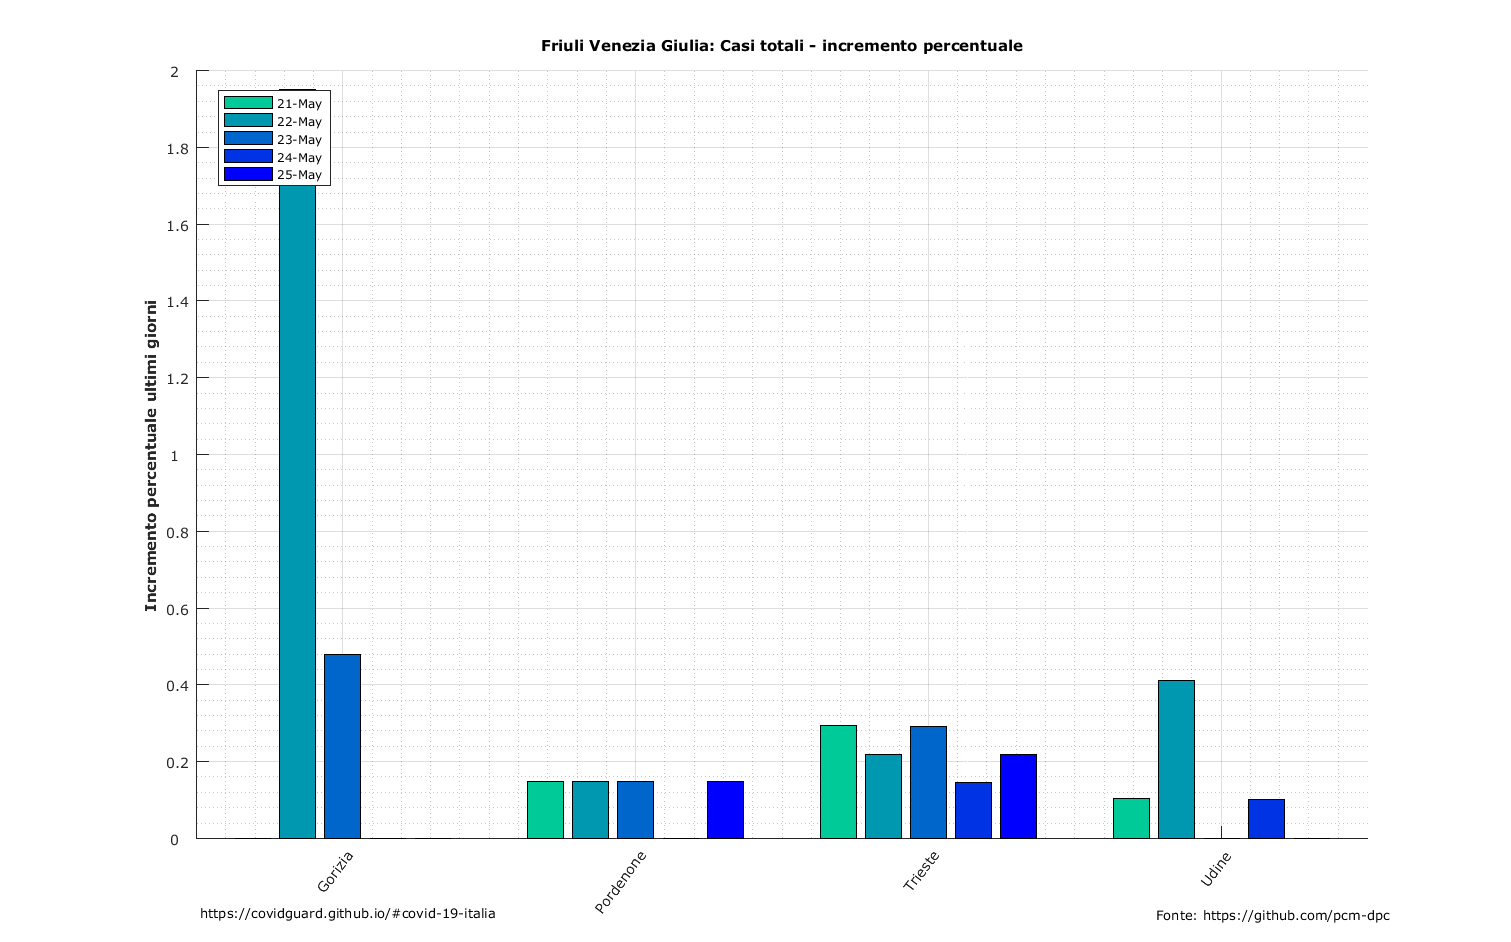 Friuli Venezia Giulia: Casi totali - incremento percentuale
2
1.8
1.6
1.4
1.2
1
0.8
0.6
0.4
0.2
0
Incremento percentuale ultimi giorni
21-May
22-May
23-May
24-May
25-May
Gorizia
Pordenone
Trieste
Udine
https://covidguard.github.io/#covid-19-italia
Fonte: https://github.com/pcm-dpc